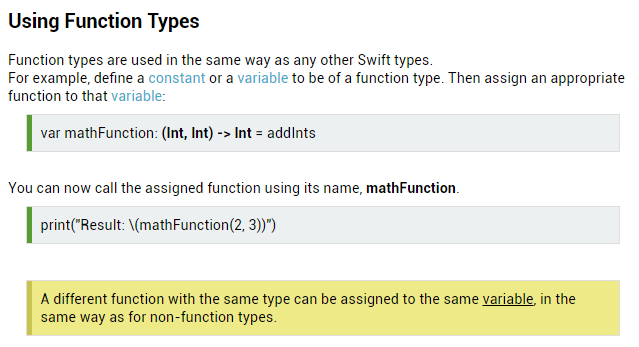 Using Function Types
Function types are used in the same way as any other Swift types.
For example, define a constant or a variable to be of a function type. Then assign an appropriate
function to that variable:
var mathFunction: (Int, Int) -> Int = addInts
You can now call the assigned function using its name, mathFunction.
print("Result: \(mathFunction(2, 3))")
A different function with the same type can be assigned to the same variable, in the
same way as for non-function types.